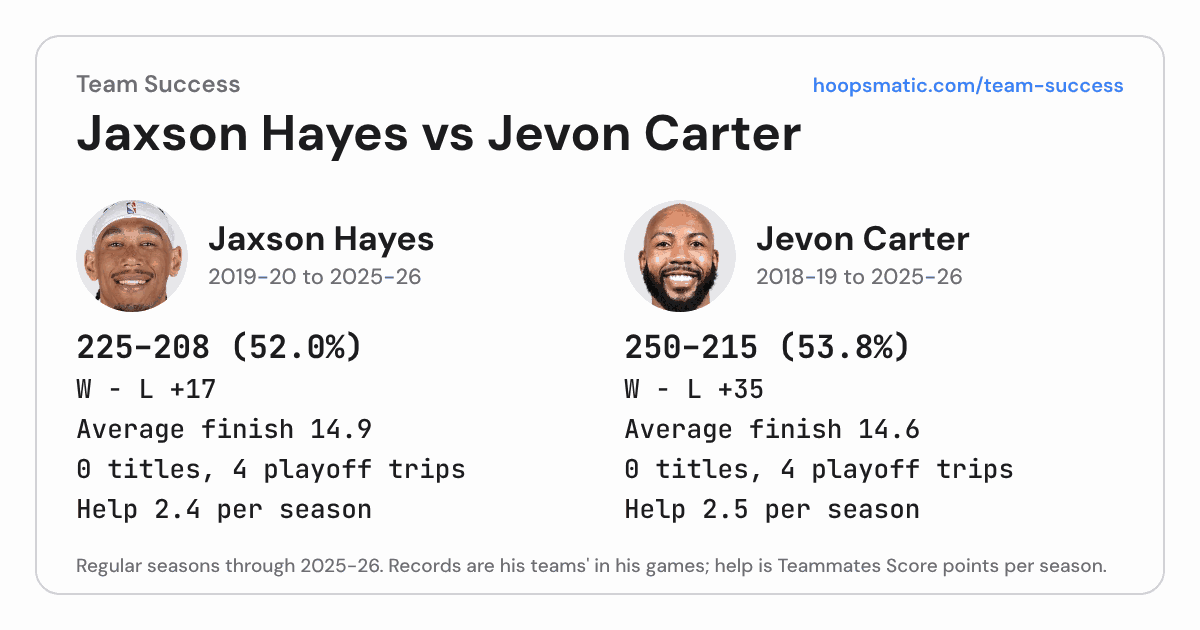 Team Success
hoopsmatic.com/team-success
Jaxson Hayes vs Jevon Carter
Jaxson Hayes
2019-20 to 2025-26
225-208 (52.0%)
W - L +17
Average finish 14.9
0 titles, 4 playoff trips
Help 2.4 per season
Jevon Carter
2018-19 to 2025-26
250-215 (53.8%)
W - L +35
Average finish 14.6
0 titles, 4 playoff trips
Help 2.5 per season
Regular seasons through 2025-26. Records are his teams' in his games; help is Teammates Score points per season.